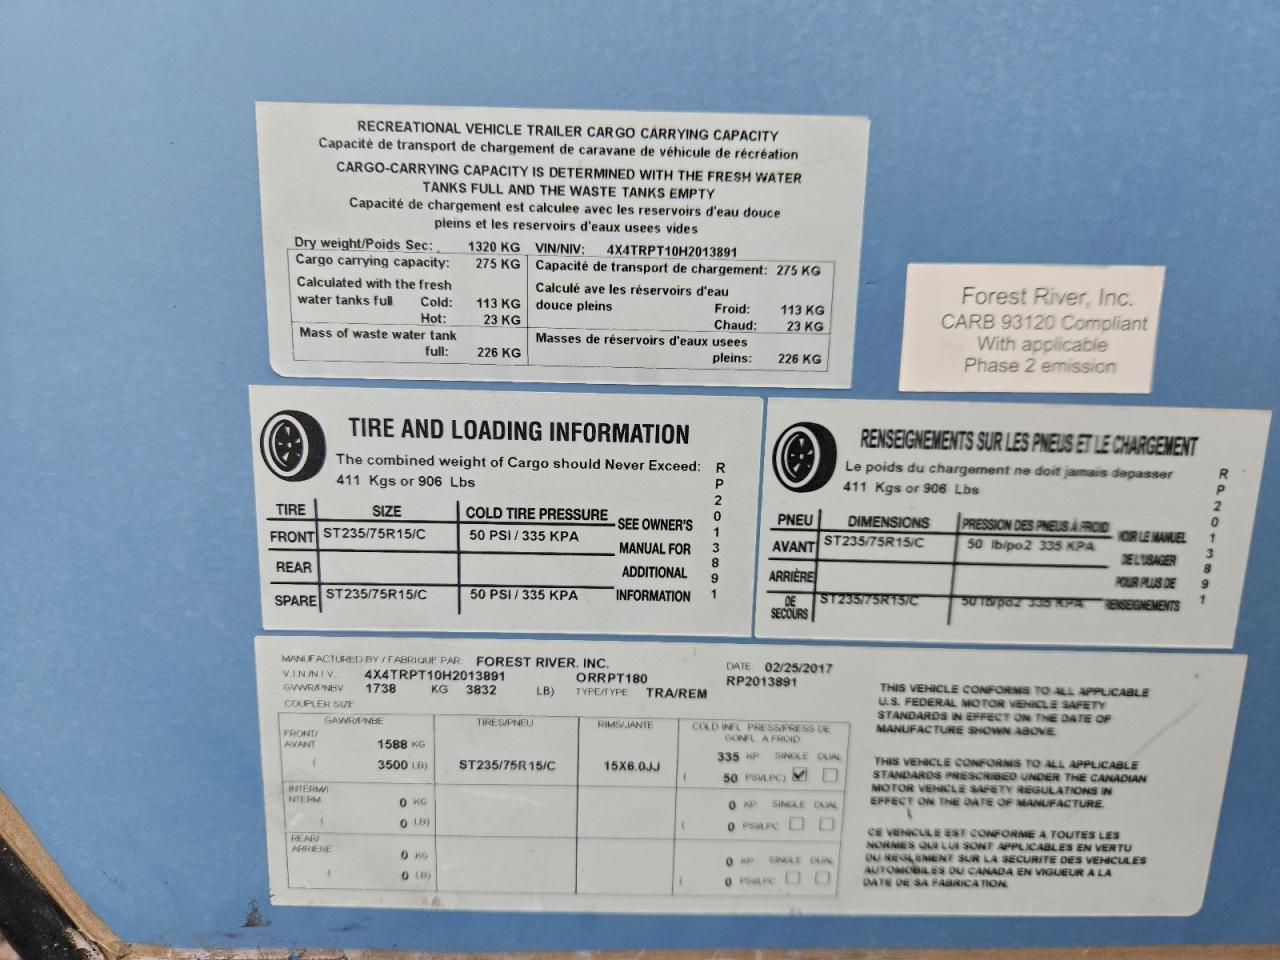 RECREATIONAL VEHICLE TRAILER CARGO CARRYING CAPACITY
Capacité de transport de chargement de caravane de véhicule de récréation
CARGO-CARRYING CAPACITY IS DETERMINED WITH THE FRESH WATER
TANKS FULL AND THE WASTE TANKS EMPTY
Capacité de chargement est calculee avec les reservoirs d'eau douce
pleins et les reservoirs d'eaux usees vides
Dry weight/Poids Sec: 1320 KG VIN/NIV: 4X4TRPT10H2013891
Cargo carrying capacity: 275 KG Capacité de transport de chargement: 275 KG
Calculated with the fresh Calculé ave les réservoirs d'eau
water tanks full Cold: 113 KG douce pleins Froid: 113 KG
Hot: 23 KG Chaud: 23 KG
Mass of waste water tank Masses de réservoirs d'eaux usees
full: 226 KG pleins: 226 KG
Forest River, Inc.
CARB 93120 Compliant
With applicable
Phase 2 emission
TIRE AND LOADING INFORMATION
The combined weight of Cargo should Never Exceed:
411 Kgs or 906 Lbs
TIRE SIZE COLD TIRE PRESSURE
FRONT ST235/75R15/C 50 PSI / 335 KPA
REAR
SPARE ST235/75R15/C 50 PSI / 335 KPA
SEE OWNER'S
MANUAL FOR
ADDITIONAL
INFORMATION
RP2013891
RENSEIGNEMENTS SUR LES PNEUS ET LE CHARGEMENT
Le poids du chargement ne doit jamais depasser
411 Kgs or 906 Lbs
PNEU DIMENSIONS PRESSION DES PNEUS À FROID
AVANT ST235/75R15/C 50 lb/po2 335 KPA
ARRIÈRE
DE SECOURS ST235/75R15/C 50 lb/po2 335 KPA
VOIR LE MANUEL
DE L'USAGER
POUR PLUS DE
RENSEIGNEMENTS
RP2013891
MANUFACTURED BY / FABRIQUE PAR FOREST RIVER. INC. DATE 02/25/2017
V.I.N./N.I.V.: 4X4TRPT10H2013891 ORRPT180 RP2013891
GVWR/PNBV 1738 KG 3832 LB) TYPE/TYPE TRA/REM
COUPLER SIZE
GAWR/PNBE TIRES/PNEU RIMS/JANTE COLD INFL PRESS/PRESS DE
GONFL A FROID
FRONT/
AVANT 1588 KG 335 KP SINGLE DUAL
( 3500 LB) ST235/75R15/C 15X6.0JJ ( 50 PSI/LPC)
INTERM/
INTERM 0 KG 0 KP SINGLE DUAL
( 0 LB) ( 0 PSI/LPC
REAR/
ARRIERE 0 KG 0 KP SINGLE DUAL
( 0 LB) ( 0 PSI/LPC
THIS VEHICLE CONFORMS TO ALL APPLICABLE
U.S. FEDERAL MOTOR VEHICLE SAFETY
STANDARDS IN EFFECT ON THE DATE OF
MANUFACTURE SHOWN ABOVE.
THIS VEHICLE CONFORMS TO ALL APPLICABLE
STANDARDS PRESCRIBED UNDER THE CANADIAN
MOTOR VEHICLE SAFETY REGULATIONS IN
EFFECT ON THE DATE OF MANUFACTURE.
CE VEHICULE EST CONFORME A TOUTES LES
NORMES QUI LUI SONT APPLICABLES EN VERTU
DU REGLEMENT SUR LA SECURITE DES VEHICULES
AUTOMOBILES DU CANADA EN VIGUEUR A LA
DATE DE SA FABRICATION.